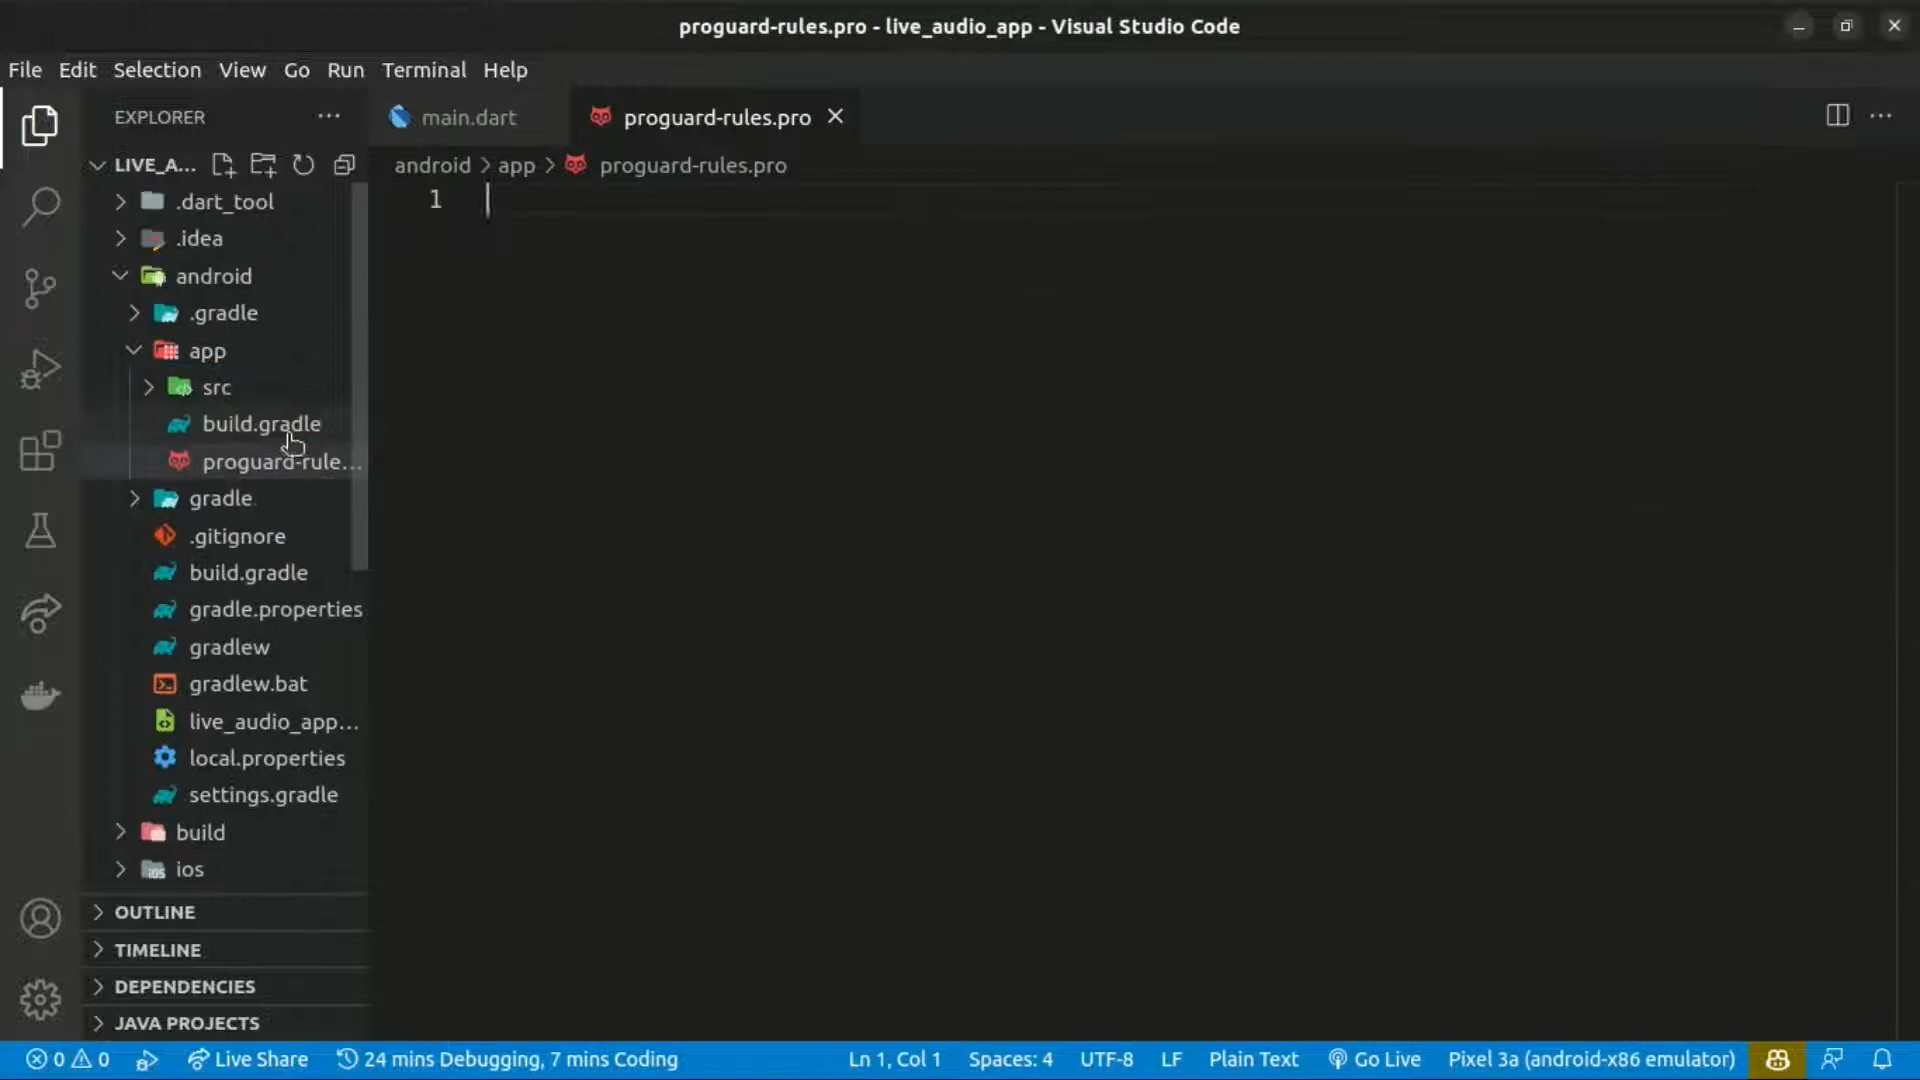 proguard-rules.pro - live_audio_app - Visual Studio Code
File Edit Selection View Go Run Terminal Help
EXPLORER
main.dart
proguard-rules.pro
LIVE_A...
android > app > proguard-rules.pro
1
.dart_tool
.idea
android
.gradle
app
src
build.gradle
proguard-rule...
gradle
.gitignore
build.gradle
gradle.properties
gradlew
gradlew.bat
live_audio_app...
local.properties
settings.gradle
build
ios
OUTLINE
TIMELINE
DEPENDENCIES
JAVA PROJECTS
0 0 Live Share 24 mins Debugging, 7 mins Coding Ln 1, Col 1 Spaces: 4 UTF-8 LF Plain Text Go Live Pixel 3a (android-x86 emulator)